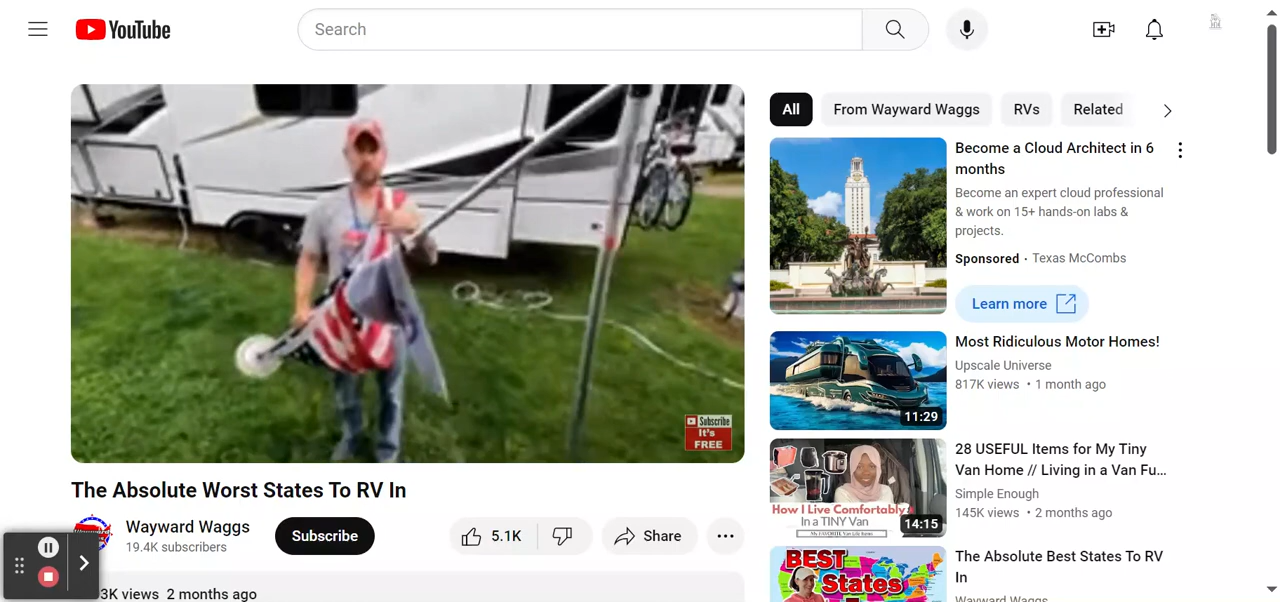 YouTube
Search
Subscribe
It's
FREE
The Absolute Worst States To RV In
Wayward Waggs
19.4K subscribers
Subscribe
5.1K
Share
3K views 2 months ago
All
From Wayward Waggs
RVs
Related
Become a Cloud Architect in 6
months
Become an expert cloud professional
& work on 15+ hands-on labs &
projects.
Sponsored · Texas McCombs
Learn more
11:29
Most Ridiculous Motor Homes!
Upscale Universe
817K views • 1 month ago
How I Live Comfortably
In a TINY Van
My FAVORITE Van Life Items
14:15
28 USEFUL Items for My Tiny
Van Home // Living in a Van Fu...
Simple Enough
145K views • 2 months ago
BEST
States
The Absolute Best States To RV
In
Wayward Waggs